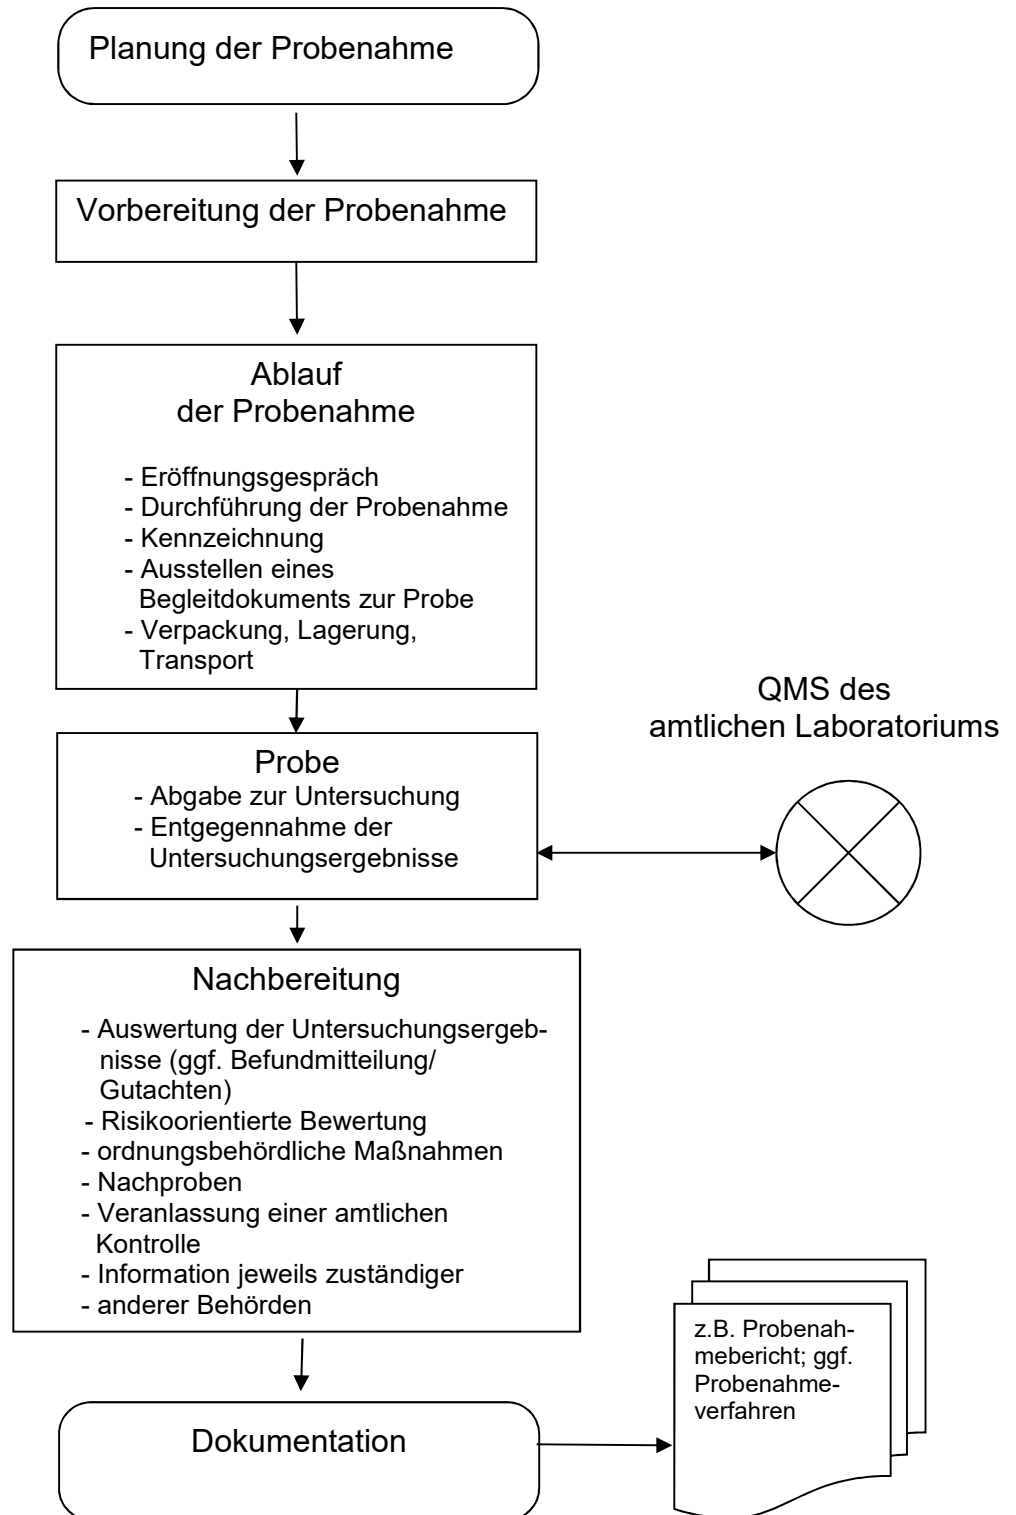 Planung der Probenahme
Vorbereitung der Probenahme
Ablauf
der Probenahme
- Eröffnungsgespräch
- Durchführung der Probenahme
- Kennzeichnung
- Ausstellen eines
Begleitdokuments zur Probe
- Verpackung, Lagerung,
Transport
QMS des
amtlichen Laboratoriums
Probe
- Abgabe zur Untersuchung
- Entgegennahme der
Untersuchungsergebnisse
Nachbereitung
- Auswertung der Untersuchungsergeb-
nisse (ggf. Befundmitteilung/
Gutachten)
- Risikoorientierte Bewertung
- ordnungsbehördliche Maßnahmen
- Nachproben
- Veranlassung einer amtlichen
Kontrolle
- Information jeweils zuständiger
- anderer Behörden
Dokumentation
z.B. Probenah-
mebericht; ggf.
Probenahme-
verfahren